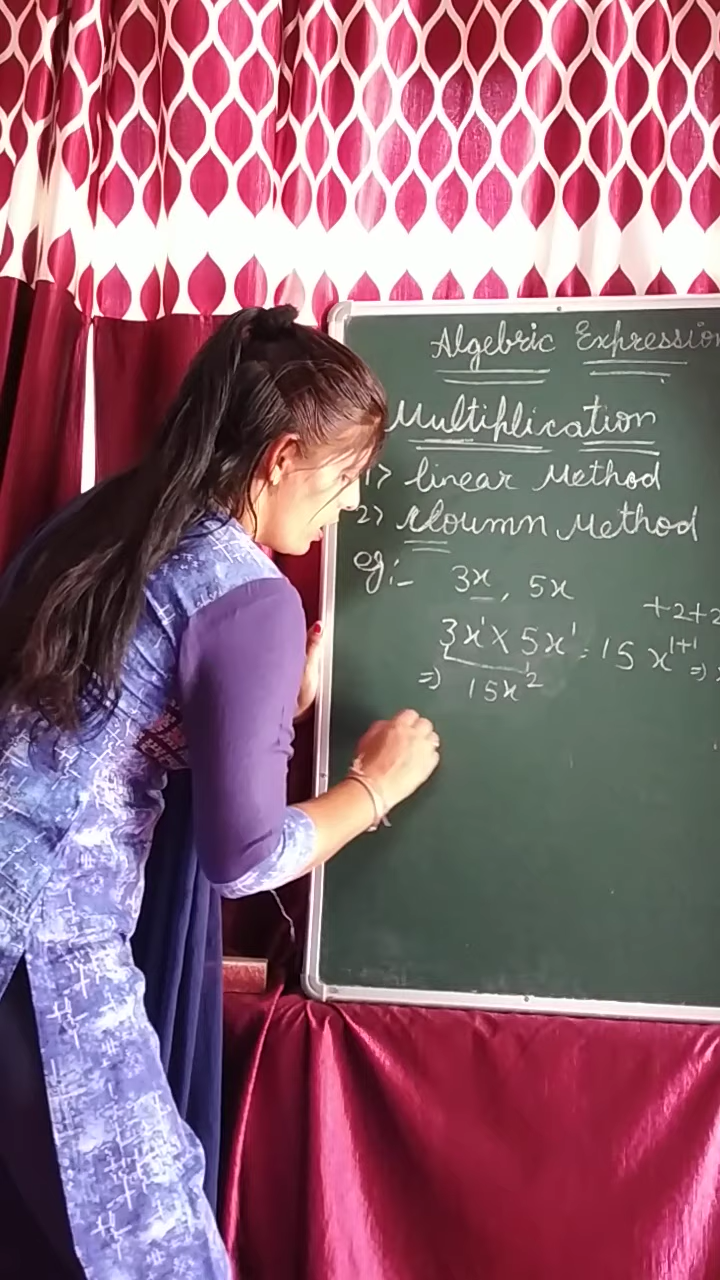 Algebric Expression
Multiplication
1> linear Method
2> Cloumn Method
eg:- 3x, 5x
+2+2
3x¹ × 5x¹ = 15 x¹⁺¹ ⇒
⇒ 15x²